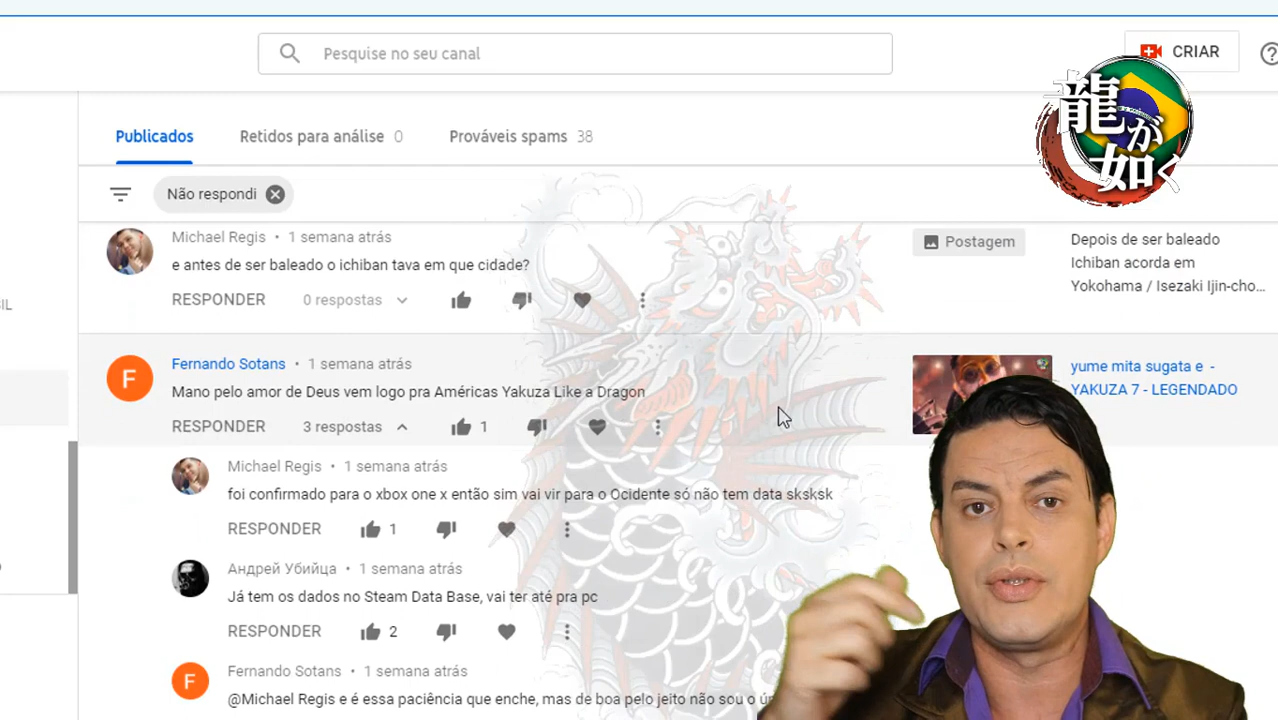 Pesquise no seu canal
CRIAR
龍が如く
Publicados
Retidos para análise 0
Prováveis spams 38
Não respondi
Michael Regis • 1 semana atrás
e antes de ser baleado o ichiban tava em que cidade?
RESPONDER 0 respostas
Postagem
Depois de ser baleado
Ichiban acorda em
Yokohama / Isezaki Ijin-cho...
Fernando Sotans • 1 semana atrás
Mano pelo amor de Deus vem logo pra Américas Yakuza Like a Dragon
RESPONDER 3 respostas 1
yume mita sugata e -
YAKUZA 7 - LEGENDADO
Michael Regis • 1 semana atrás
foi confirmado para o xbox one x então sim vai vir para o Ocidente só não tem data sksksk
RESPONDER 1
Андрей Убийца • 1 semana atrás
Já tem os dados no Steam Data Base, vai ter até pra pc
RESPONDER 2
Fernando Sotans • 1 semana atrás
@Michael Regis e é essa paciência que enche, mas de boa pelo jeito não sou o